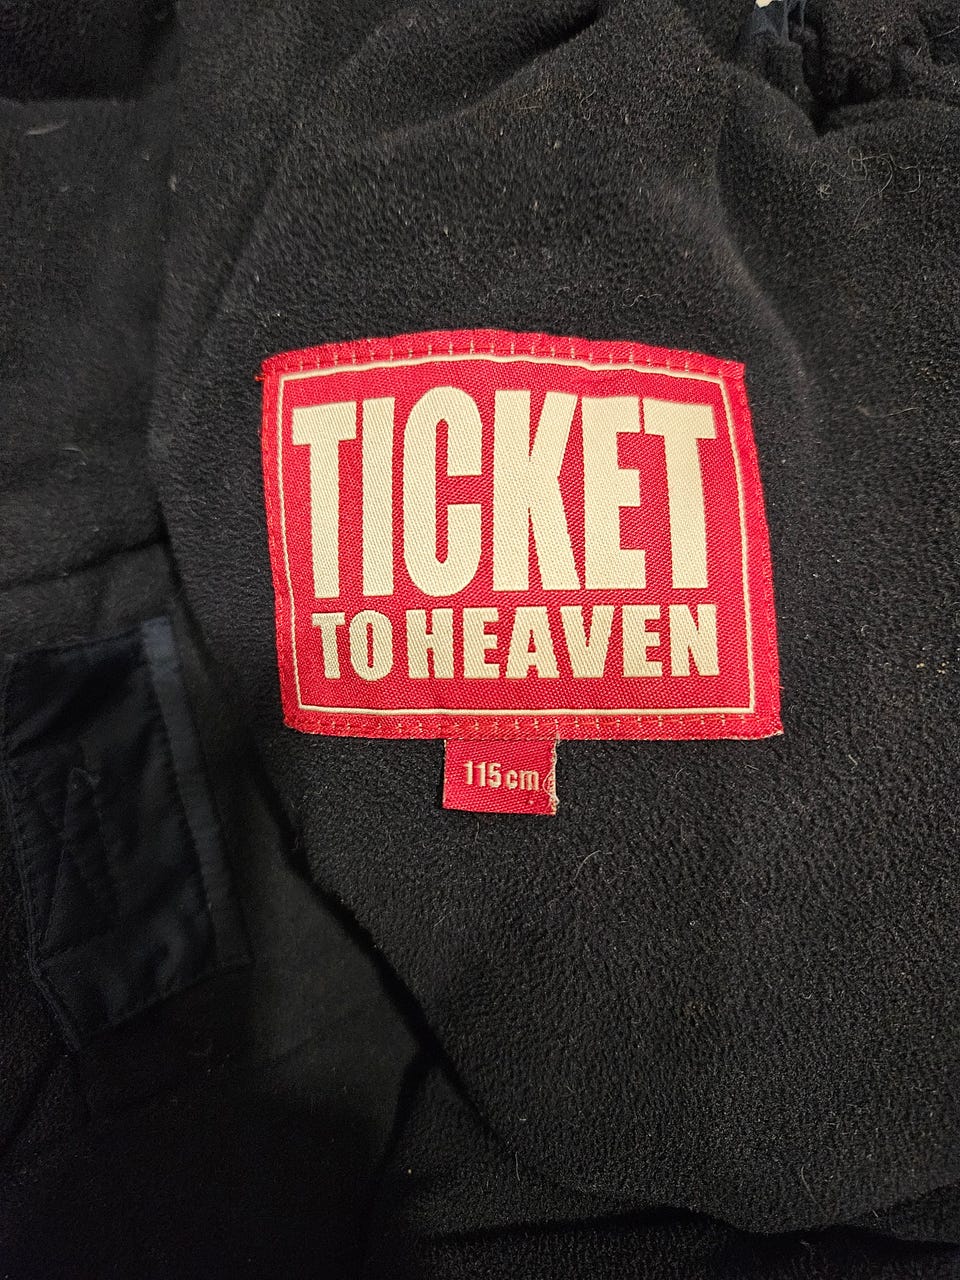 TICKET
TO HEAVEN
115cm